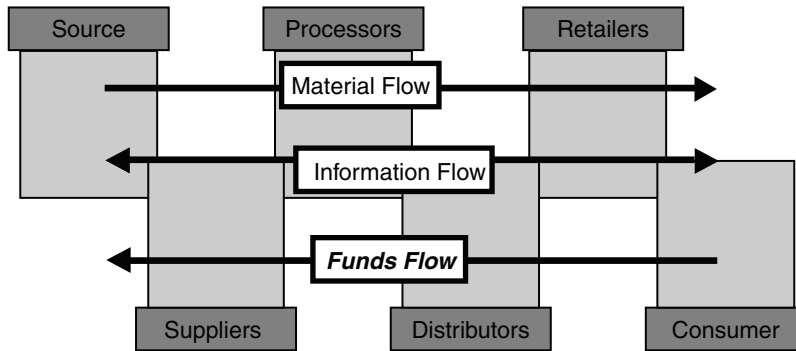 Source
Processors
Retailers
Material Flow
Information Flow
Funds Flow
Suppliers
Distributors
Consumer